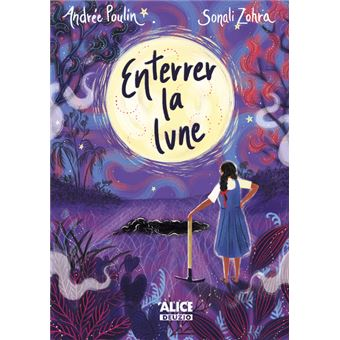 Andrée Poulin Sonali Zohra
Enterrer
la
lune
ALICE
DEUZIO